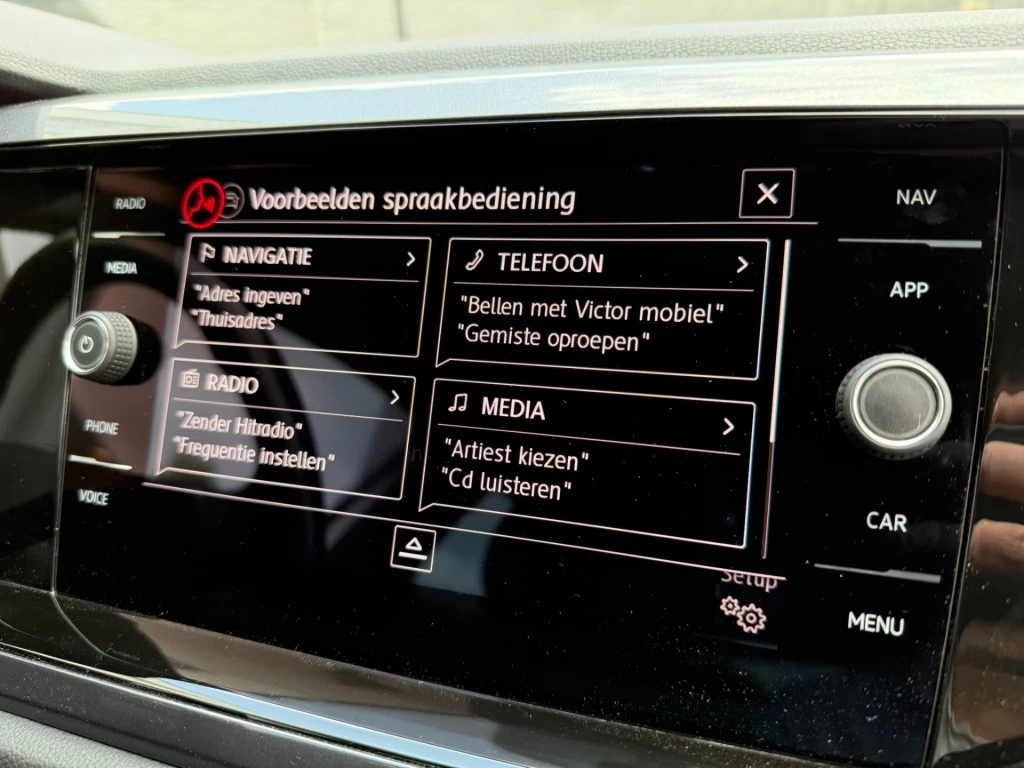 RADIO
MEDIA
PHONE
VOICE
Voorbeelden spraakbediening
NAVIGATIE
"Adres ingeven"
"Thuisadres"
TELEFOON
"Bellen met Victor mobiel"
"Gemiste oproepen"
RADIO
"Zender Hitradio"
"Frequentie instellen"
MEDIA
"Artiest kiezen"
"Cd luisteren"
Setup
NAV
APP
CAR
MENU